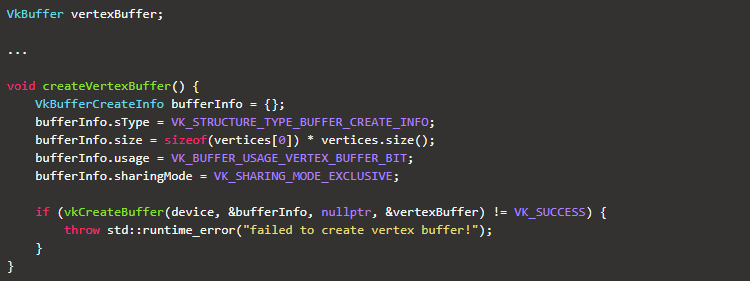 VkBuffer vertexBuffer;
...
void createVertexBuffer() {
    VkBufferCreateInfo bufferInfo = {};
    bufferInfo.sType = VK_STRUCTURE_TYPE_BUFFER_CREATE_INFO;
    bufferInfo.size = sizeof(vertices[0]) * vertices.size();
    bufferInfo.usage = VK_BUFFER_USAGE_VERTEX_BUFFER_BIT;
    bufferInfo.sharingMode = VK_SHARING_MODE_EXCLUSIVE;
    if (vkCreateBuffer(device, &bufferInfo, nullptr, &vertexBuffer) != VK_SUCCESS) {
        throw std::runtime_error("failed to create vertex buffer!");
    }
}